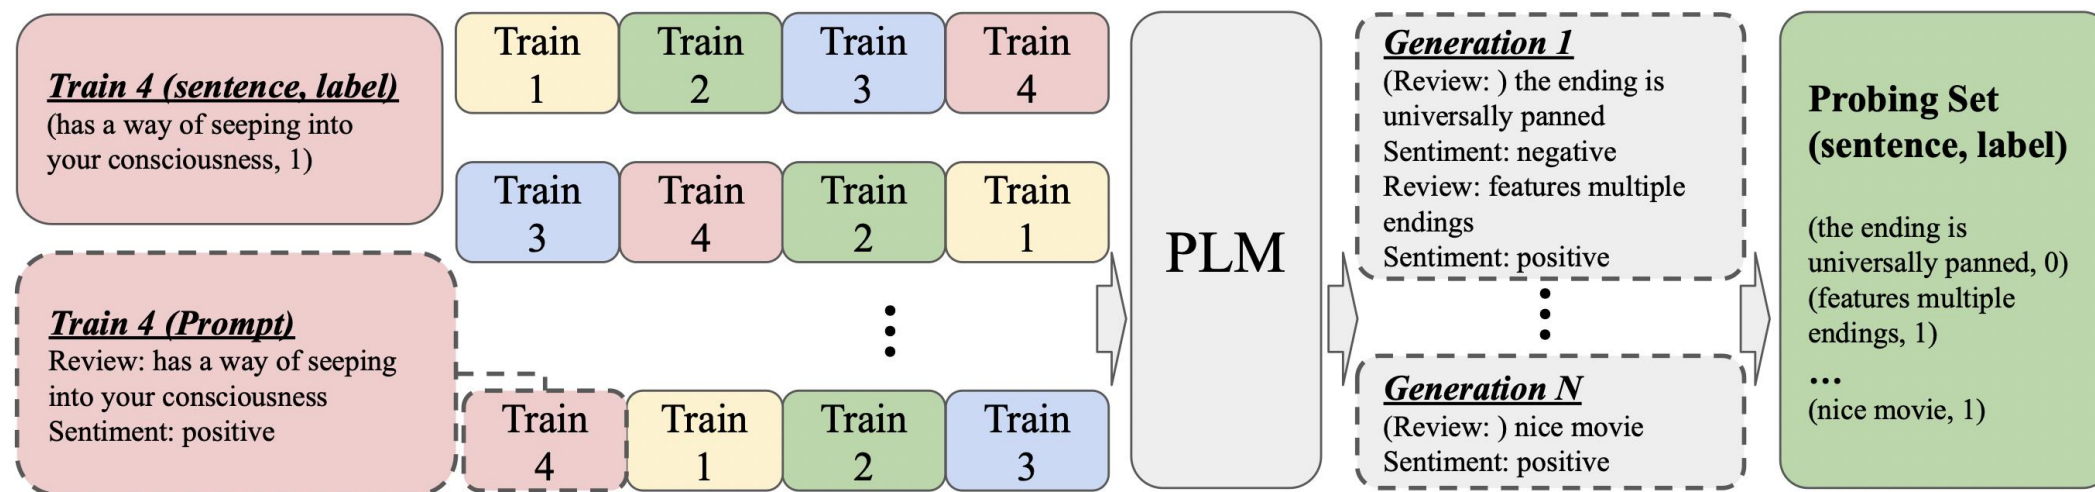 Train 4 (sentence, label)
(has a way of seeping into
your consciousness, 1)
Train 4 (Prompt)
Review: has a way of seeping
into your consciousness
Sentiment: positive
Train
1
Train
2
Train
3
Train
4
Train
3
Train
4
Train
2
Train
1
Train
4
Train
1
Train
2
Train
3
PLM
Generation 1
(Review: ) the ending is
universally panned
Sentiment: negative
Review: features multiple
endings
Sentiment: positive
Generation N
(Review: ) nice movie
Sentiment: positive
Probing Set
(sentence, label)
(the ending is
universally panned, 0)
(features multiple
endings, 1)
...
(nice movie, 1)